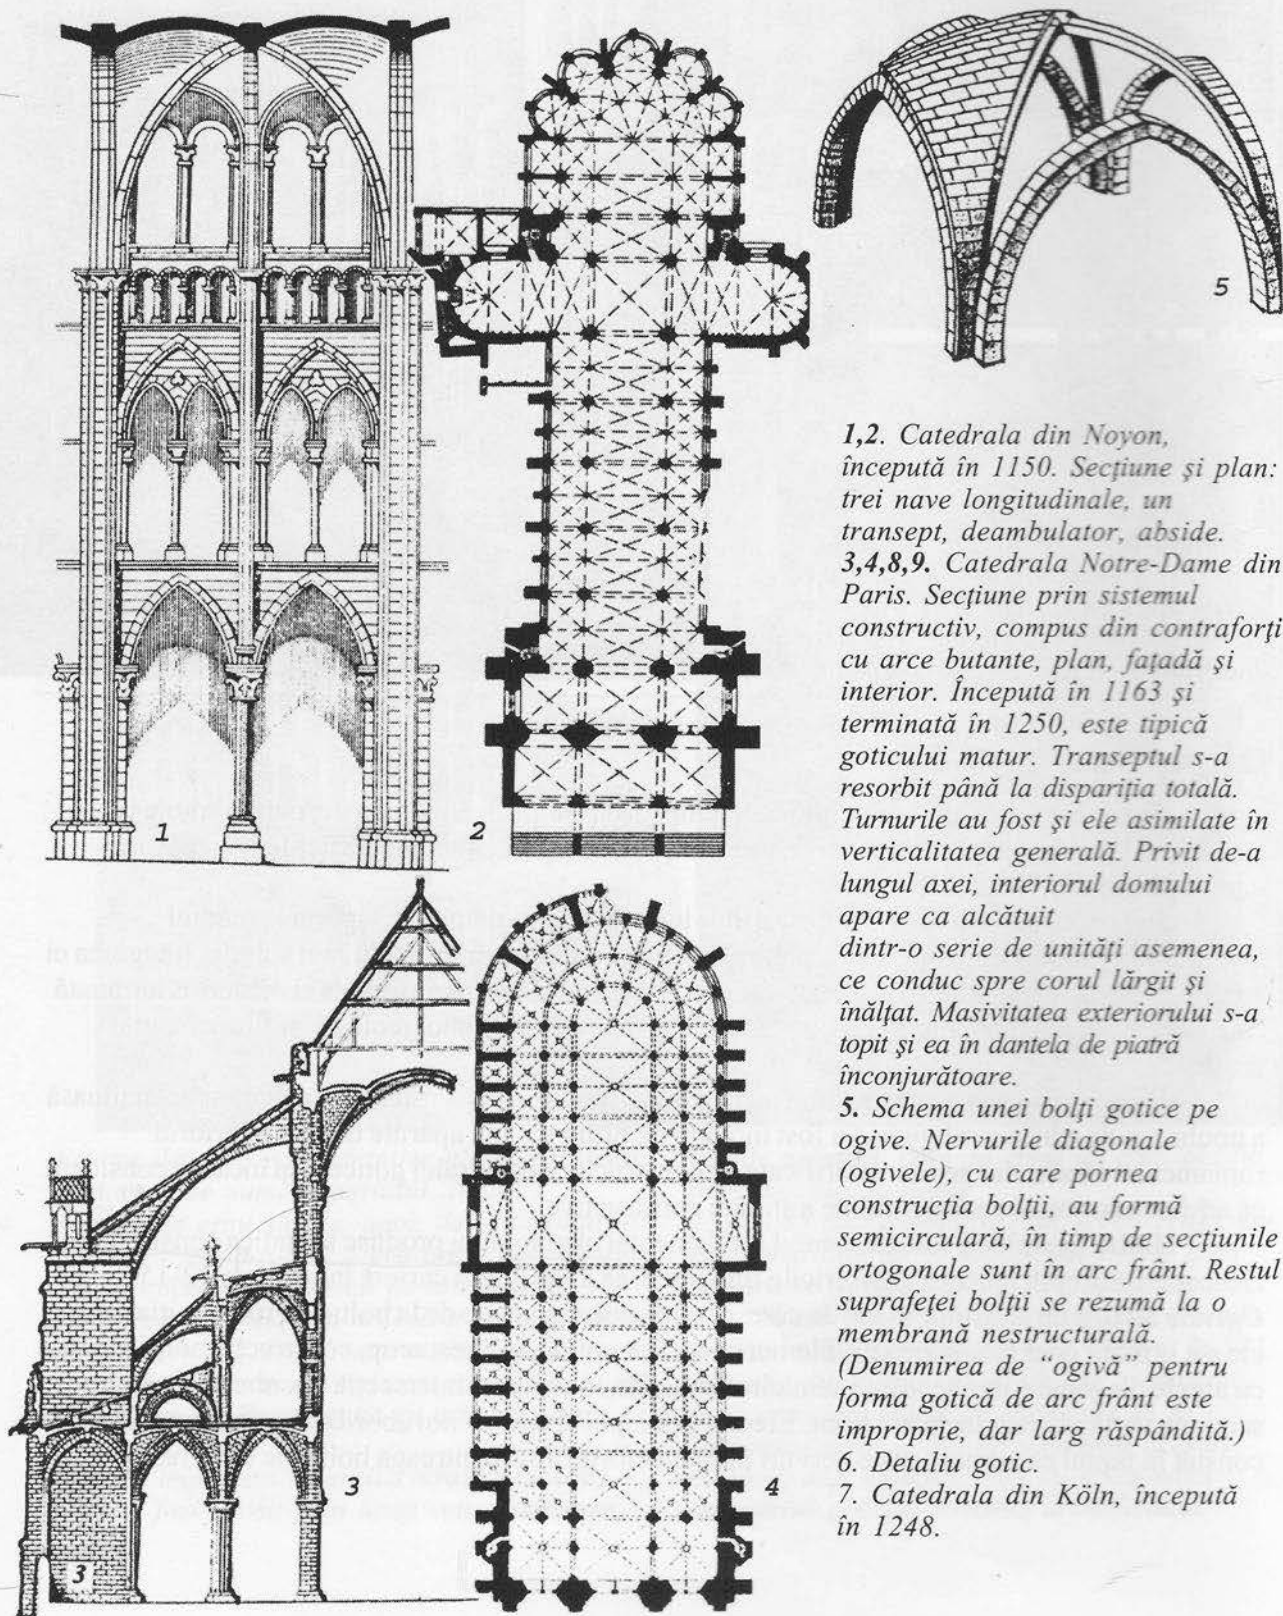 1
2
5
3
3
4
1,2. Catedrala din Noyon,
începută în 1150. Secţiune şi plan:
trei nave longitudinale, un
transept, deambulator, abside.
3,4,8,9. Catedrala Notre-Dame din
Paris. Secţiune prin sistemul
constructiv, compus din contraforţi
cu arce butante, plan, faţadă şi
interior. Începută în 1163 şi
terminată în 1250, este tipică
goticului matur. Transeptul s-a
resorbit până la dispariţia totală.
Turnurile au fost şi ele asimilate în
verticalitatea generală. Privit de-a
lungul axei, interiorul domului
apare ca alcătuit
dintr-o serie de unităţi asemenea,
ce conduc spre corul lărgit şi
înălţat. Masivitatea exteriorului s-a
topit şi ea în dantela de piatră
înconjurătoare.
5. Schema unei bolţi gotice pe
ogive. Nervurile diagonale
(ogivele), cu care pornea
construcţia bolţii, au formă
semicirculară, în timp de secţiunile
ortogonale sunt în arc frânt. Restul
suprafeţei bolţii se rezumă la o
membrană nestructurală.
(Denumirea de “ogivă” pentru
forma gotică de arc frânt este
improprie, dar larg răspândită.)
6. Detaliu gotic.
7. Catedrala din Köln, începută
în 1248.